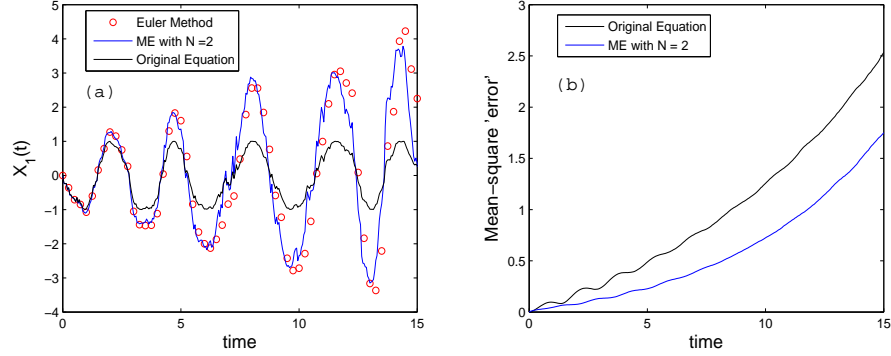 Euler Method
ME with N =2
Original Equation
(a)
5
4
3
2
1
0
−1
−2
−3
−4
X_1(t)
0
5
10
15
time
Original Equation
ME with N = 2
(b)
3
2.5
2
1.5
1
0.5
0
Mean−square ’error’
0
5
10
15
time